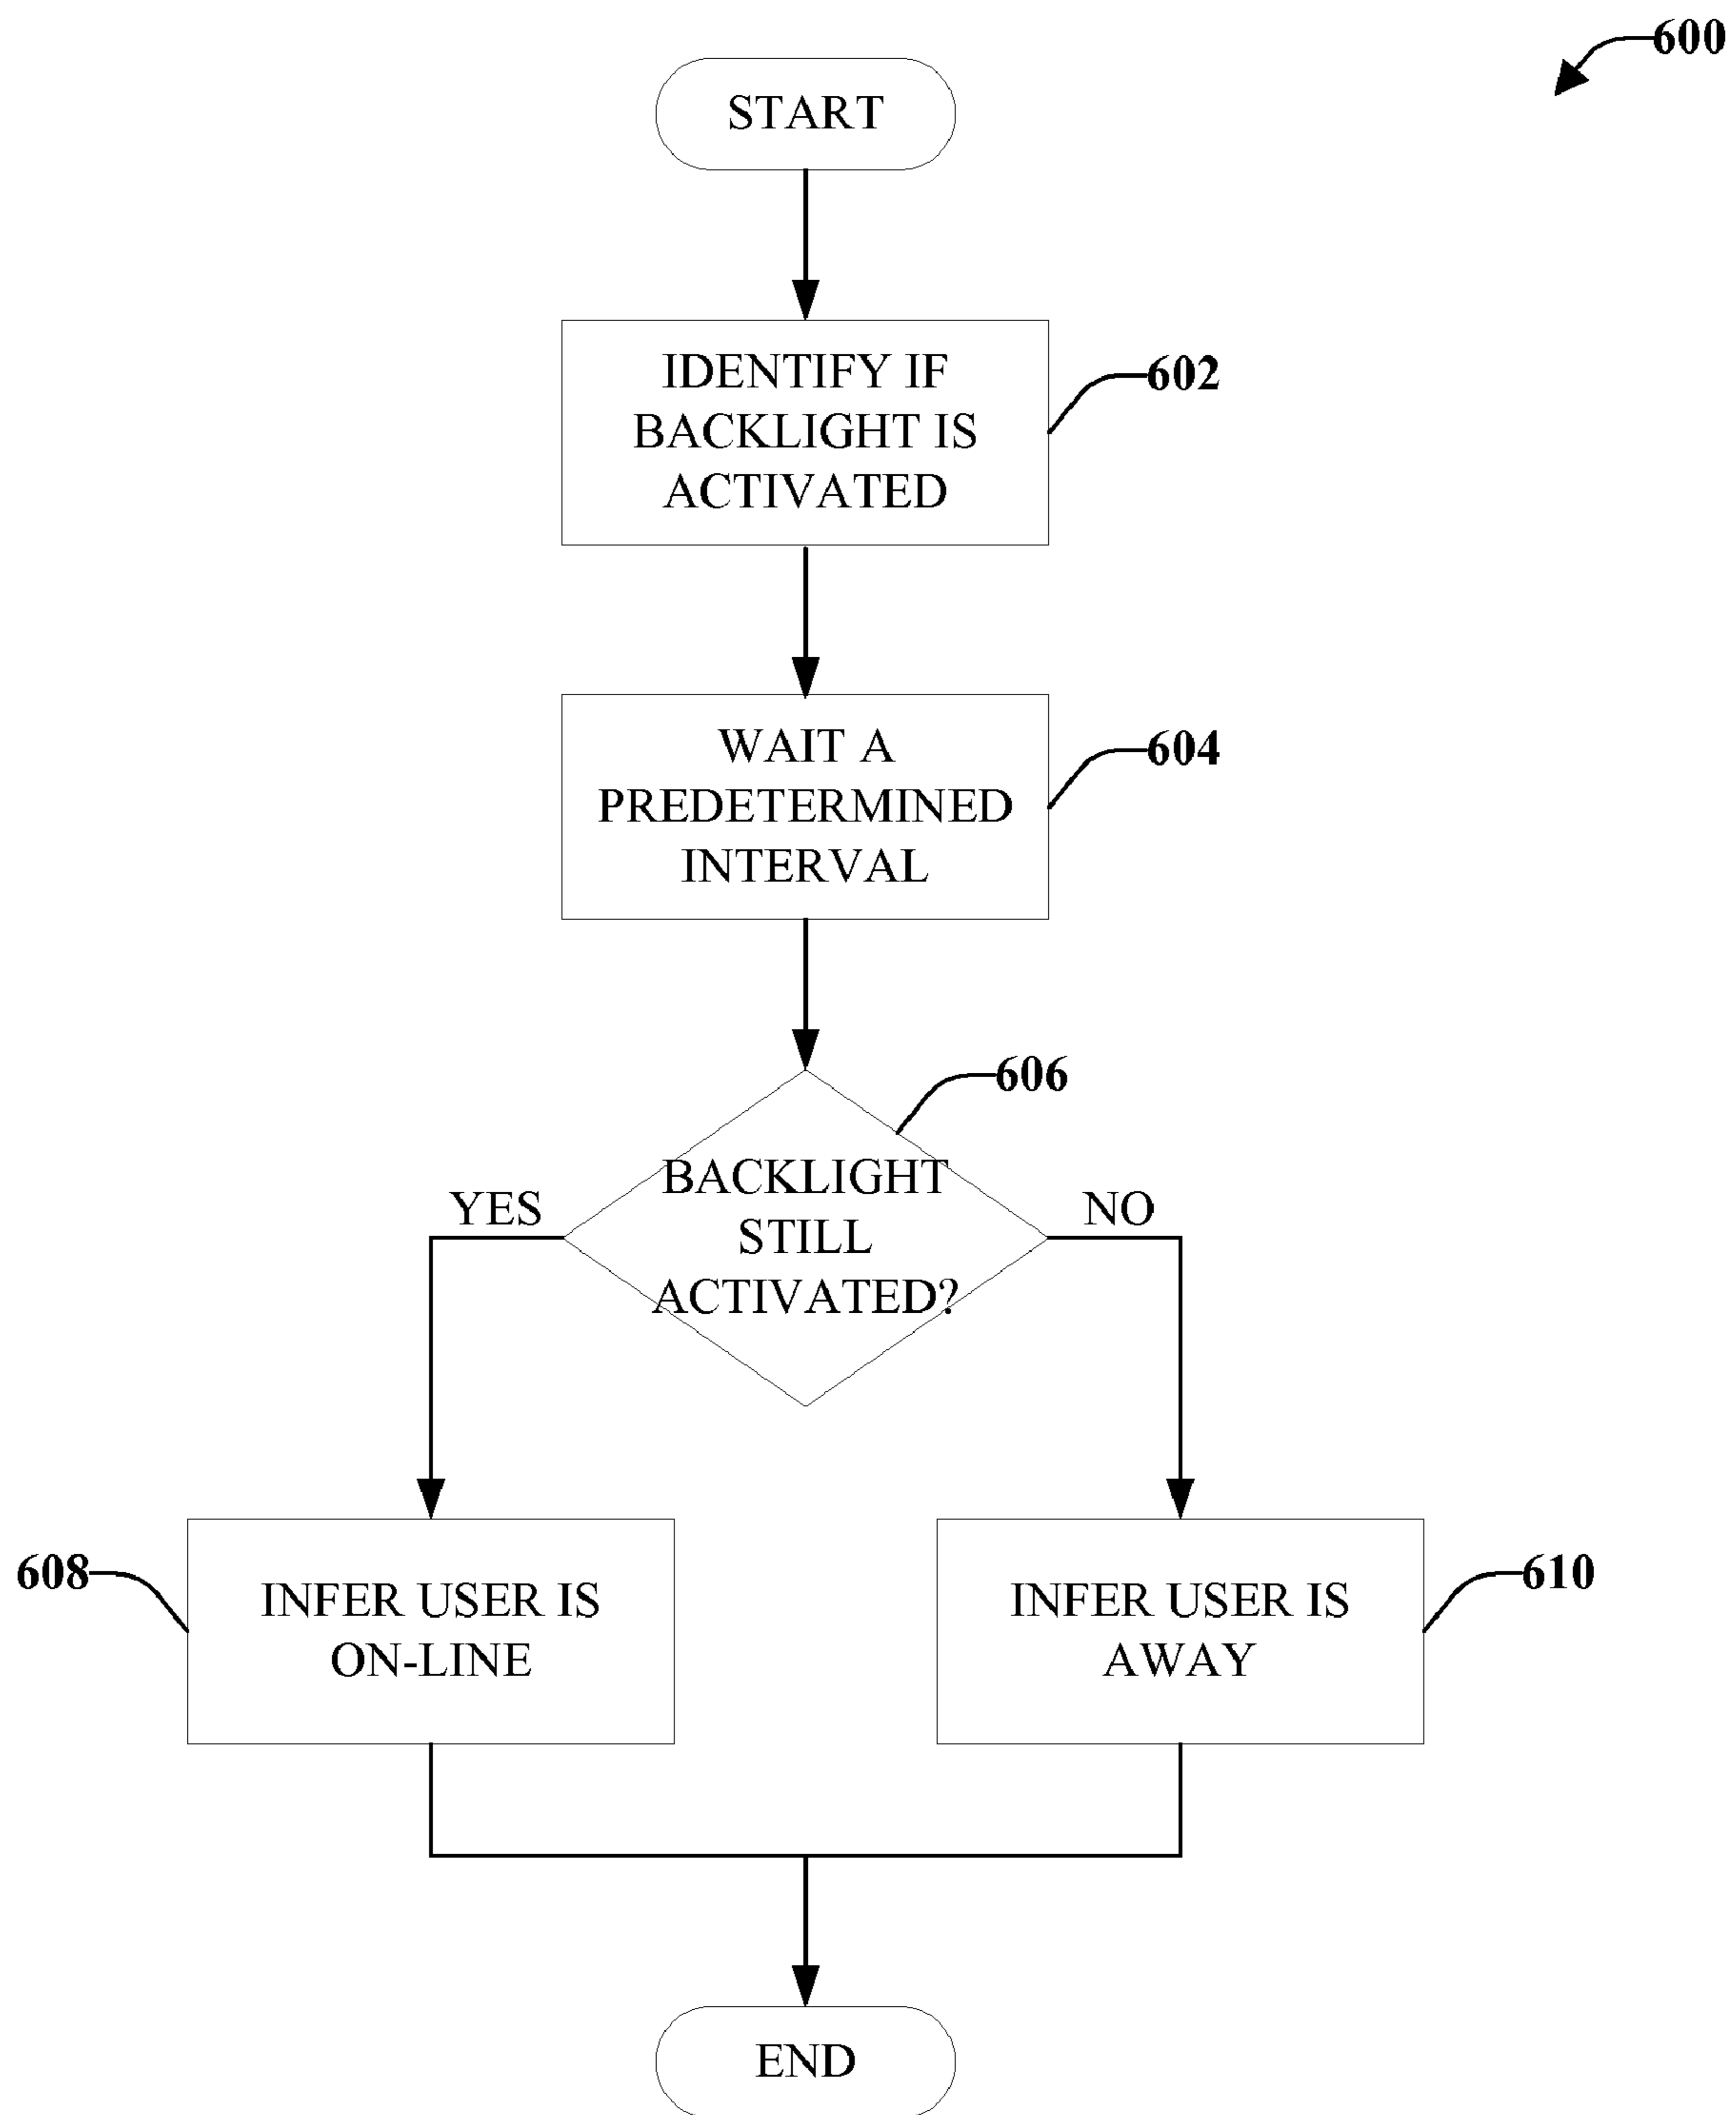 600
START
IDENTIFY IF
BACKLIGHT IS
ACTIVATED
602
WAIT A
PREDETERMINED
INTERVAL
604
606
BACKLIGHT
STILL
ACTIVATED?
YES
NO
608
INFER USER IS
ON-LINE
INFER USER IS
AWAY
610
END